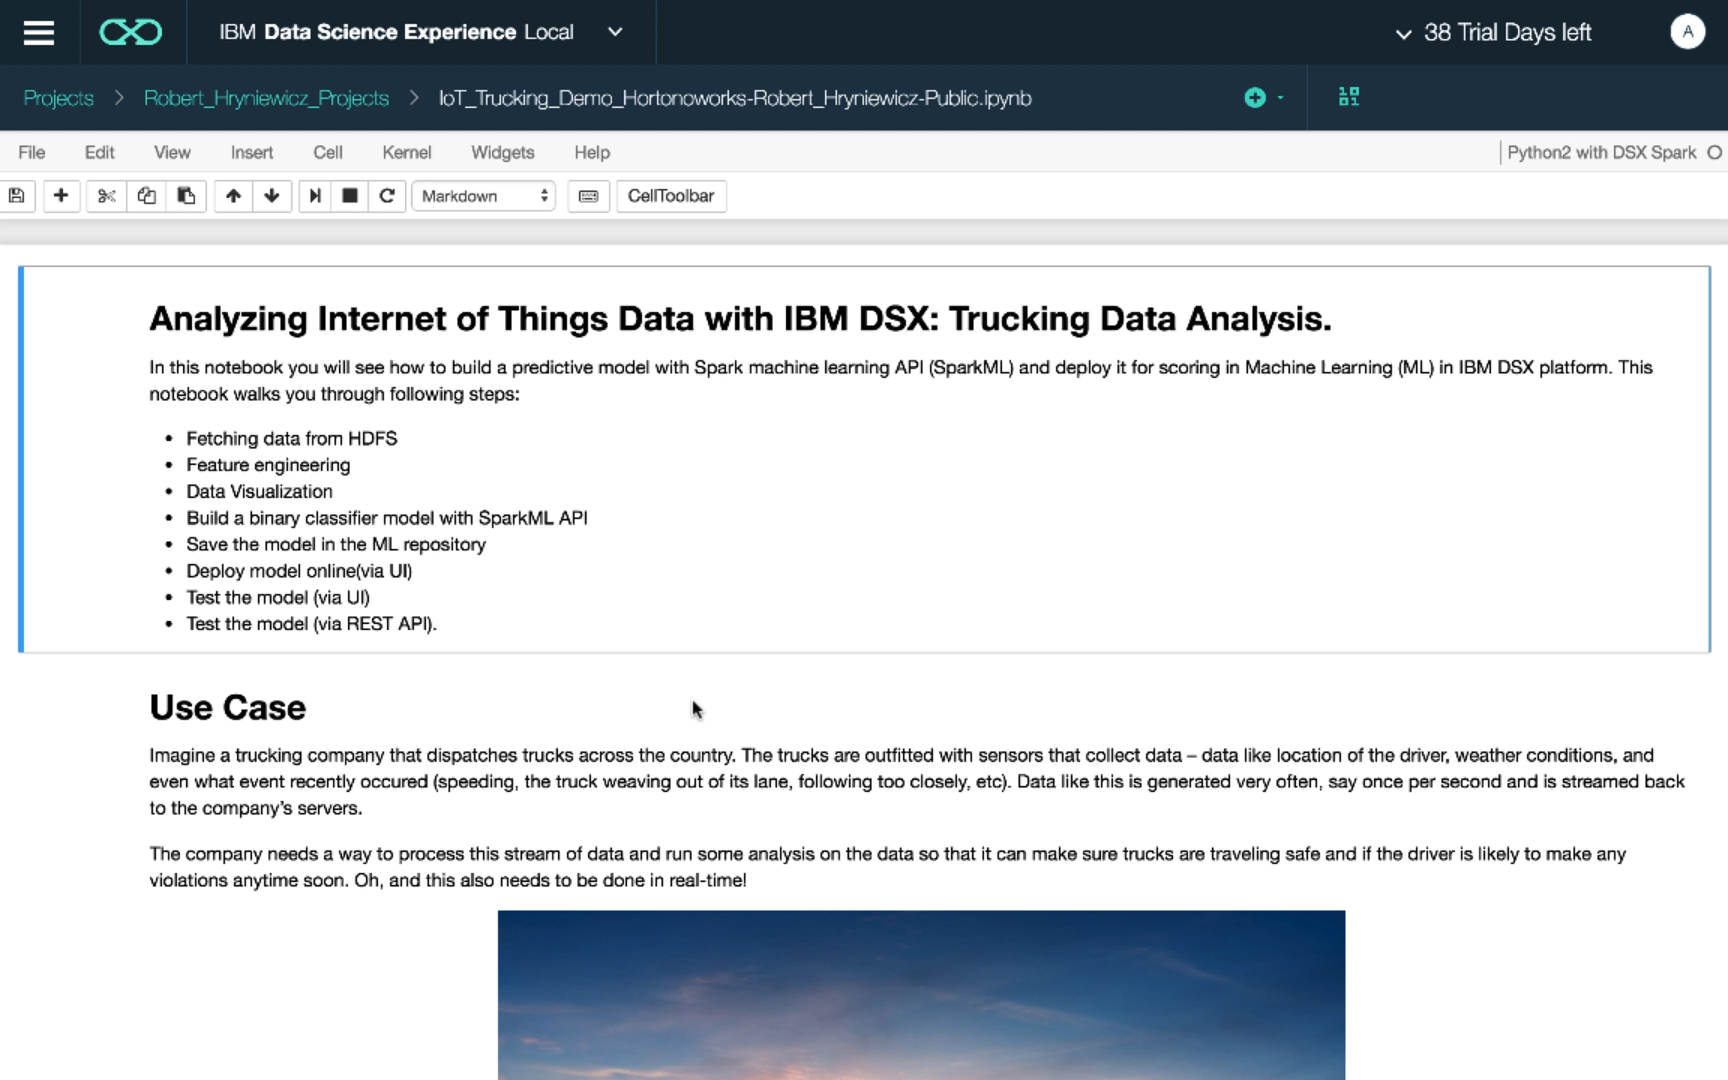 IBM Data Science Experience Local
38 Trial Days left
A
Projects > Robert_Hryniewicz_Projects > IoT_Trucking_Demo_Hortonoworks-Robert_Hryniewicz-Public.ipynb
File Edit View Insert Cell Kernel Widgets Help
Python2 with DSX Spark
Markdown
CellToolbar
Analyzing Internet of Things Data with IBM DSX: Trucking Data Analysis.
In this notebook you will see how to build a predictive model with Spark machine learning API (SparkML) and deploy it for scoring in Machine Learning (ML) in IBM DSX platform. This
notebook walks you through following steps:
• Fetching data from HDFS
• Feature engineering
• Data Visualization
• Build a binary classifier model with SparkML API
• Save the model in the ML repository
• Deploy model online(via UI)
• Test the model (via UI)
• Test the model (via REST API).
Use Case
Imagine a trucking company that dispatches trucks across the country. The trucks are outfitted with sensors that collect data – data like location of the driver, weather conditions, and
even what event recently occured (speeding, the truck weaving out of its lane, following too closely, etc). Data like this is generated very often, say once per second and is streamed back
to the company's servers.
The company needs a way to process this stream of data and run some analysis on the data so that it can make sure trucks are traveling safe and if the driver is likely to make any
violations anytime soon. Oh, and this also needs to be done in real-time!